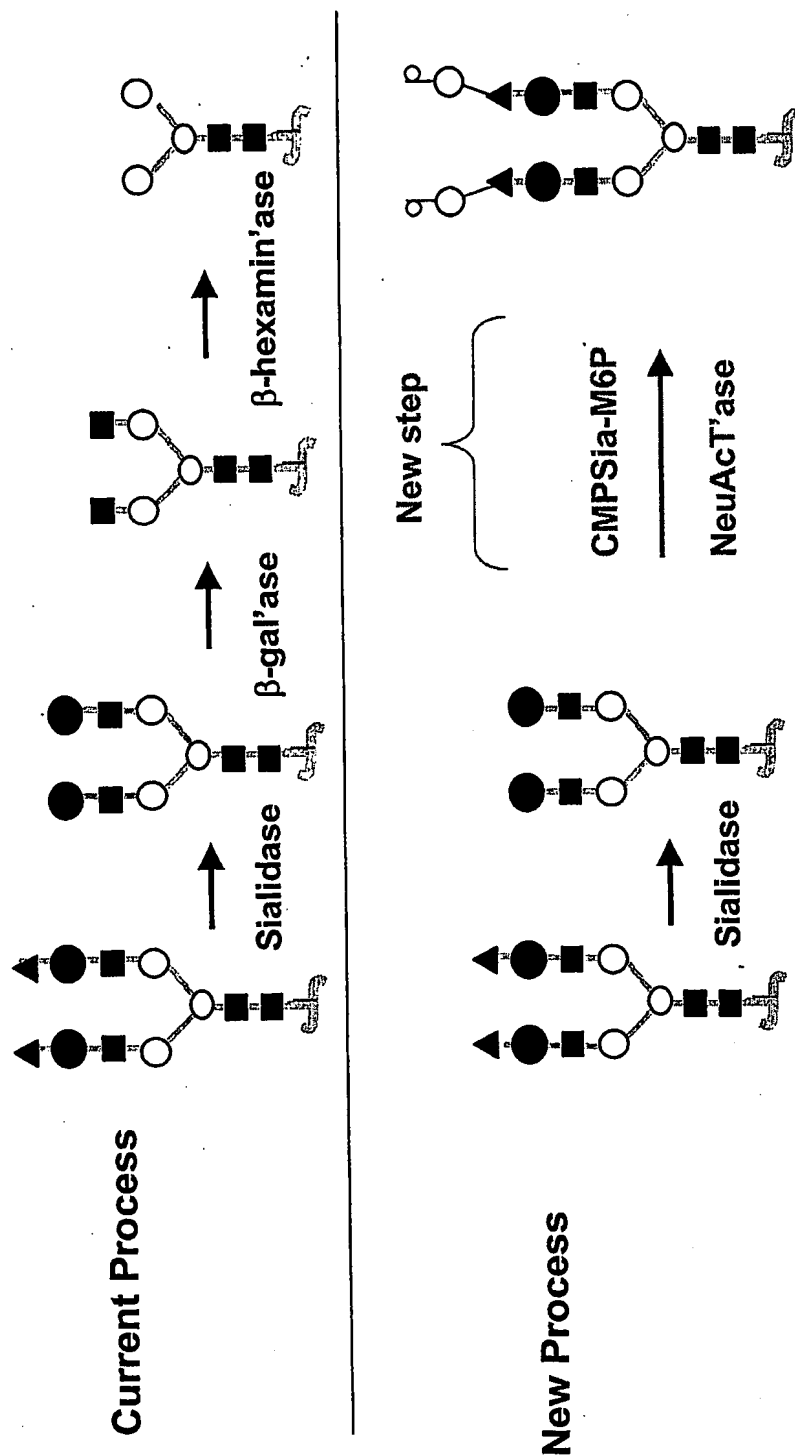 Current Process
Sialidase
β-gal'ase
β-hexamin'ase
New Process
Sialidase
New step
CMPSia-M6P
NeuAcT'ase